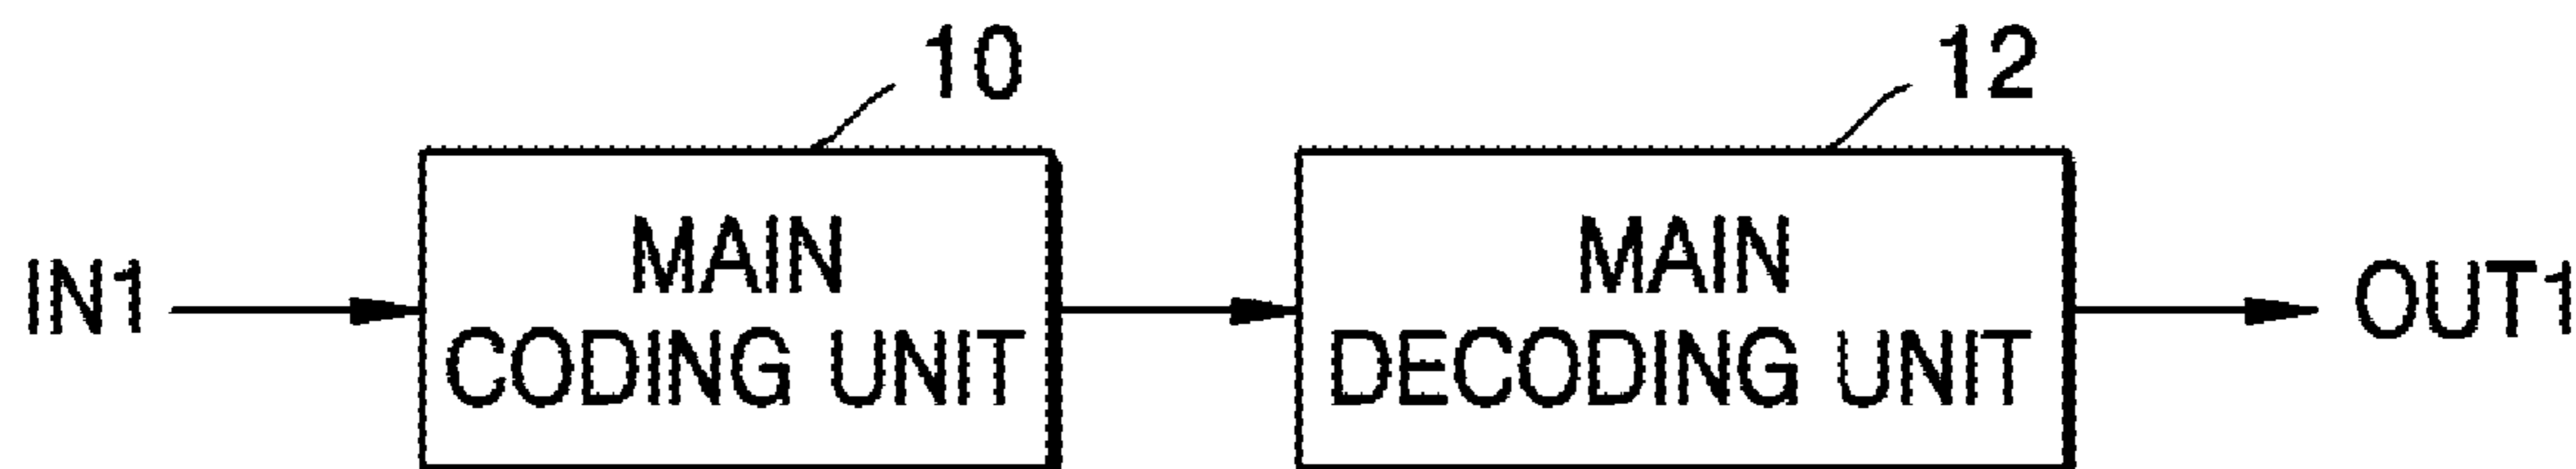 10
12
IN1
MAIN
CODING UNIT
MAIN
DECODING UNIT
OUT1